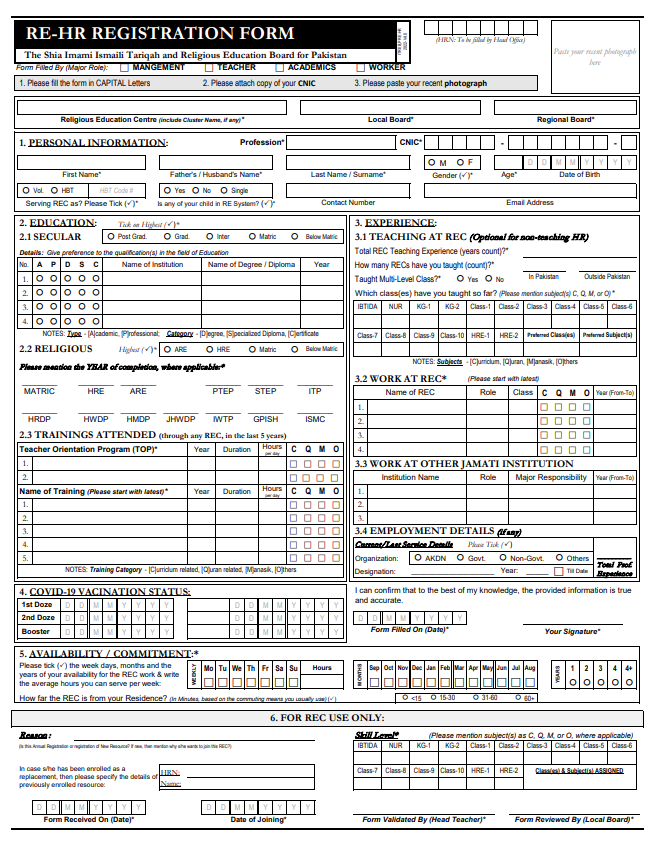 RE-HR REGISTRATION FORM
The Shia Imami Ismaili Tariqah and Religious Education Board for Pakistan
(HRN: To be filled by Head Office)
Paste your recent photograph here
Form Filled By (Major Role): MANGEMENT TEACHER ACADEMICS WORKER
1. Please fill the form in CAPITAL Letters 2. Please attach copy of your CNIC 3. Please paste your recent photograph
Religious Education Centre (include Cluster Name, if any)* Local Board* Regional Board*
1. PERSONAL INFORMATION: Profession* CNIC* - -
M F D D M M Y Y Y Y
First Name* Father's / Husband's Name* Last Name / Surname* Gender (✓)* Age* Date of Birth
Vol. HBT HBT Code # Yes No Single
Serving REC as? Please Tick (✓)* Is any of your child in RE System? (✓)* Contact Number Email Address
2. EDUCATION: Tick on Highest (✓)*
2.1 SECULAR Post Grad. Grad. Inter Matric Below Matric
Details: Give preference to the qualification(s) in the field of Education
No. A P D S C Name of Institution Name of Degree / Diploma Year
1.
2.
3.
4.
NOTES: Type - [A]cademic, [P]rofessional; Category - [D]egree, [S]pecialized Diploma, [C]ertificate
2.2 RELIGIOUS Highest (✓)* ARE HRE Matric Below Matric
Please mention the YEAR of completion, where applicable:*
MATRIC HRE ARE PTEP STEP ITP
HRDP HWDP HMDP JHWDP IWTP GPISH ISMC
2.3 TRAININGS ATTENDED (through any REC, in the last 5 years)
Teacher Orientation Program (TOP)* Year Duration Hours per day C Q M O
1.
2.
Name of Training (Please start with latest)* Year Duration Hours per day C Q M O
1.
2.
3.
4.
5.
NOTES: Training Category - [C]urriculum related, [Q]uran related, [M]anasik, [O]thers
3. EXPERIENCE:
3.1 TEACHING AT REC (Optional for non-teaching HR)
Total REC Teaching Experience (years count)?*
How many RECs have you taught (count)?*
Taught Multi-Level Class?* Yes No In Pakistan Outside Pakistan
Which class(es) have you taught so far? (Please mention subject(s) C, Q, M, or O)*
IBTIDA NUR KG-1 KG-2 Class-1 Class-2 Class-3 Class-4 Class-5 Class-6
Class-7 Class-8 Class-9 Class-10 HRE-1 HRE-2 Preferred Class(es) Preferred Subject(s)
NOTES: Subjects - [C]urriculum, [Q]uran, [M]anasik, [O]thers
3.2 WORK AT REC* (Please start with latest)
Name of REC Role Class C Q M O Year (From-To)
1.
2.
3.
4.
3.3 WORK AT OTHER JAMATI INSTITUTION
Institution Name Role Major Responsibility Year (From-To)
1.
2.
3.
3.4 EMPLOYMENT DETAILS (if any)
Current/Last Service Details Please Tick (✓)
Organization: AKDN Govt. Non-Govt. Others
Designation: Year: Till Date
Total Prof. Experience
4. COVID-19 VACINATION STATUS:
1st Doze D D M M Y Y Y Y D D M M Y Y Y Y
2nd Doze D D M M Y Y Y Y D D M M Y Y Y Y
Booster D D M M Y Y Y Y D D M M Y Y Y Y
I can confirm that to the best of my knowledge, the provided information is true and accurate.
D D M M Y Y Y Y
Form Filled On (Date)* Your Signature*
5. AVAILABILITY / COMMITMENT:*
Please tick (✓) the week days, months and the
years of your availability for the REC work & write
the average hours you can serve per week:
WEEKLY Mo Tu We Th Fr Sa Su Hours
MONTHS Sep Oct Nov Dec Jan Feb Mar Apr May Jun Jul Aug
YEARS 1 2 3 4 4+
How far the REC is from your Residence? (In Minutes, based on the commuting means you usually use) (✓) <15 15-30 31-60 60+
6. FOR REC USE ONLY:
Reason:
(Is this Annual Registration or registration of New Resource? If new, then mention why s/he wants to join this REC?)
In case s/he has been enrolled as a
replacement, then please specify the details of
previously enrolled resource:
HRN:
Name:
D D M M Y Y D D M M Y Y
Form Received On (Date)* Date of Joining*
Skill Level* (Please mention subject(s) as C, Q, M, or O, where applicable)
IBTIDA NUR KG-1 KG-2 Class-1 Class-2 Class-3 Class-4 Class-5 Class-6
Class-7 Class-8 Class-9 Class-10 HRE-1 HRE-2 Class(es) & Subject(s) ASSIGNED
Form Validated By (Head Teacher)* Form Reviewed By (Local Board)*